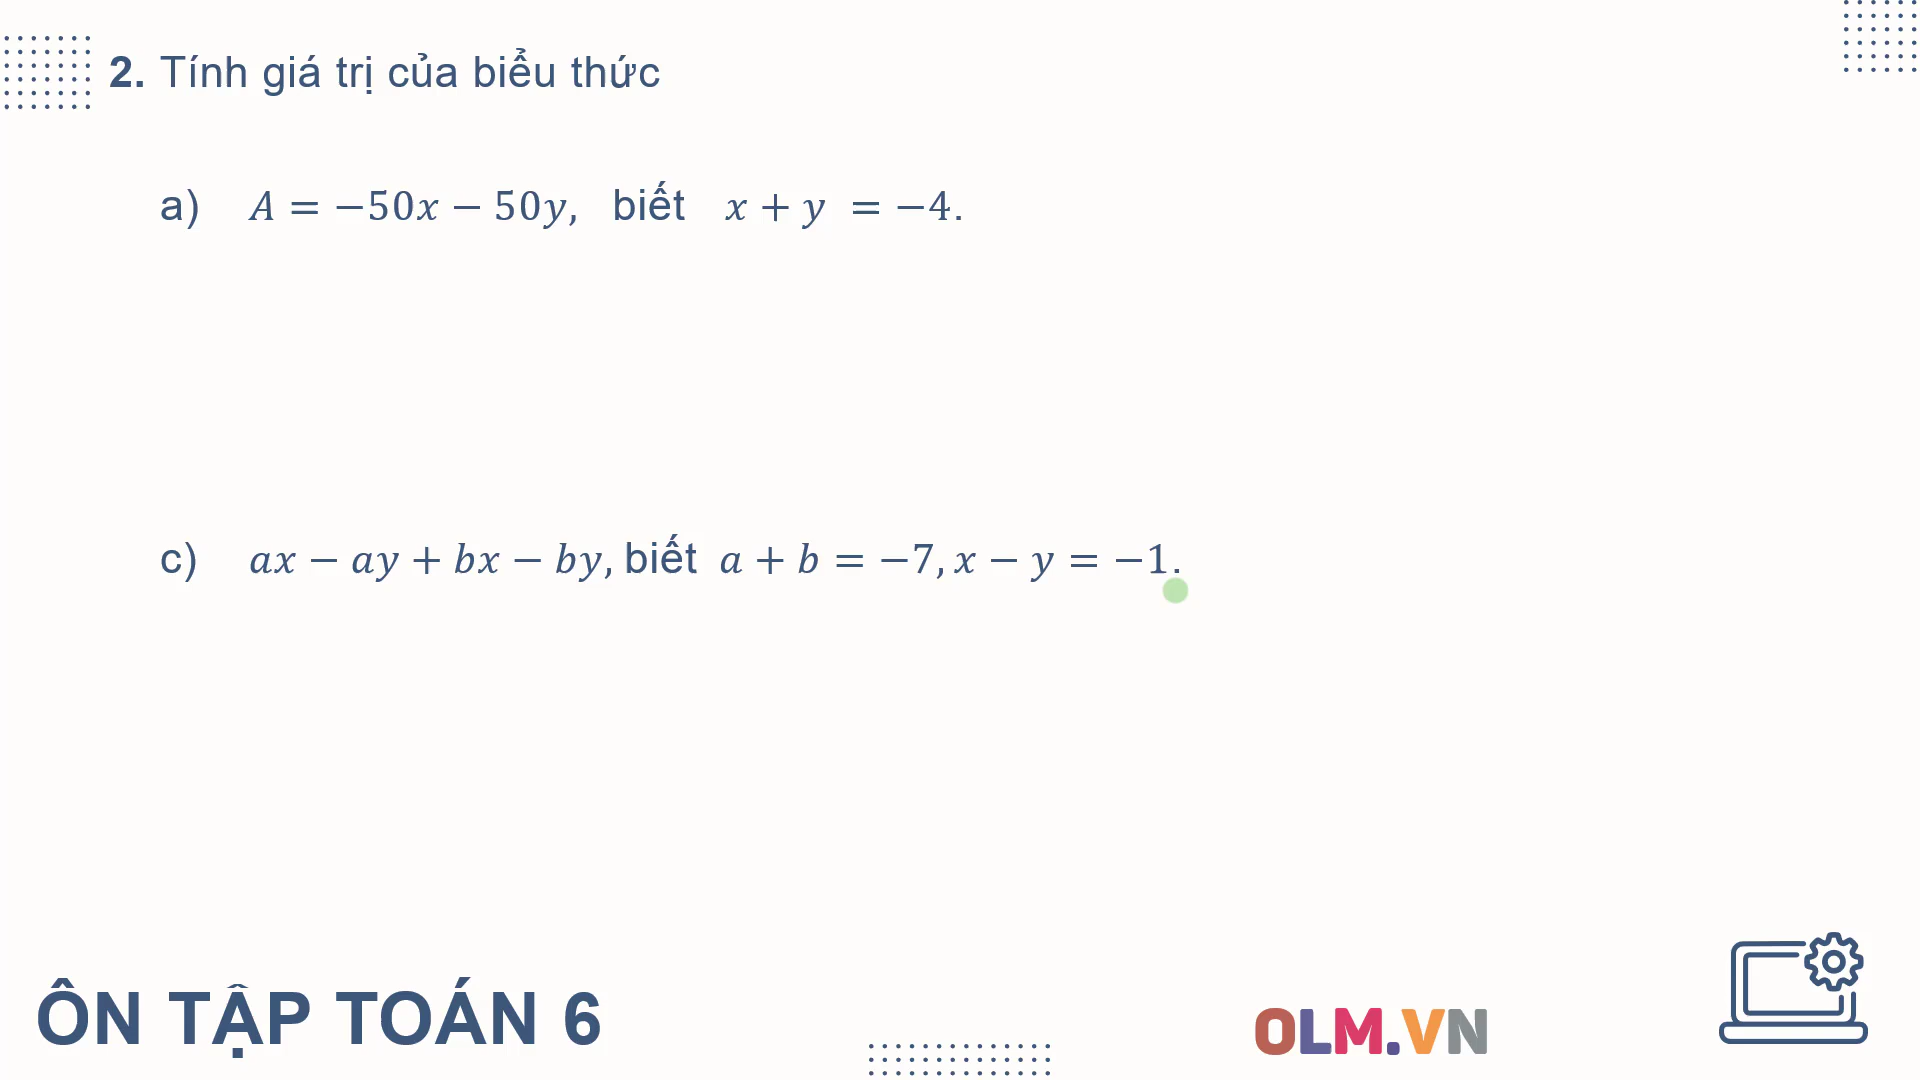 2. Tính giá trị của biểu thức
a) A = −50x − 50y, biết x + y = −4.
c) ax − ay + bx − by, biết a + b = −7, x − y = −1.
ÔN TẬP TOÁN 6
OLM.VN